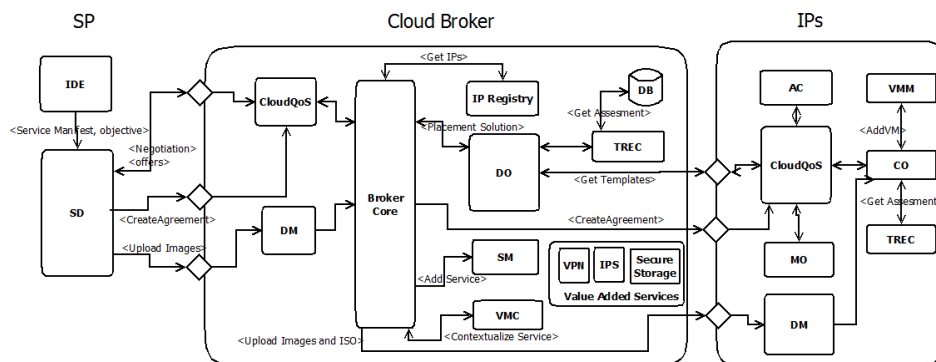 SP
Cloud Broker
IPs
IDE
<Service Manifest, objective>
SD
<Negotiation>
<offers>
<CreateAgreement>
<Upload Images>
CloudQoS
DM
<Get IPs>
IP Registry
Broker
Core
<Placement Solution>
DO
DB
<Get Assesment>
TREC
<Get Templates>
<CreateAgreement>
SM
<Add Service>
VPN
IPS
Secure
Storage
Value Added Services
VMC
<Upload Images and ISO>
<Contextualize Service>
AC
VMM
<AddVM>
CloudQoS
CO
<Get Assesment>
TREC
MO
DM